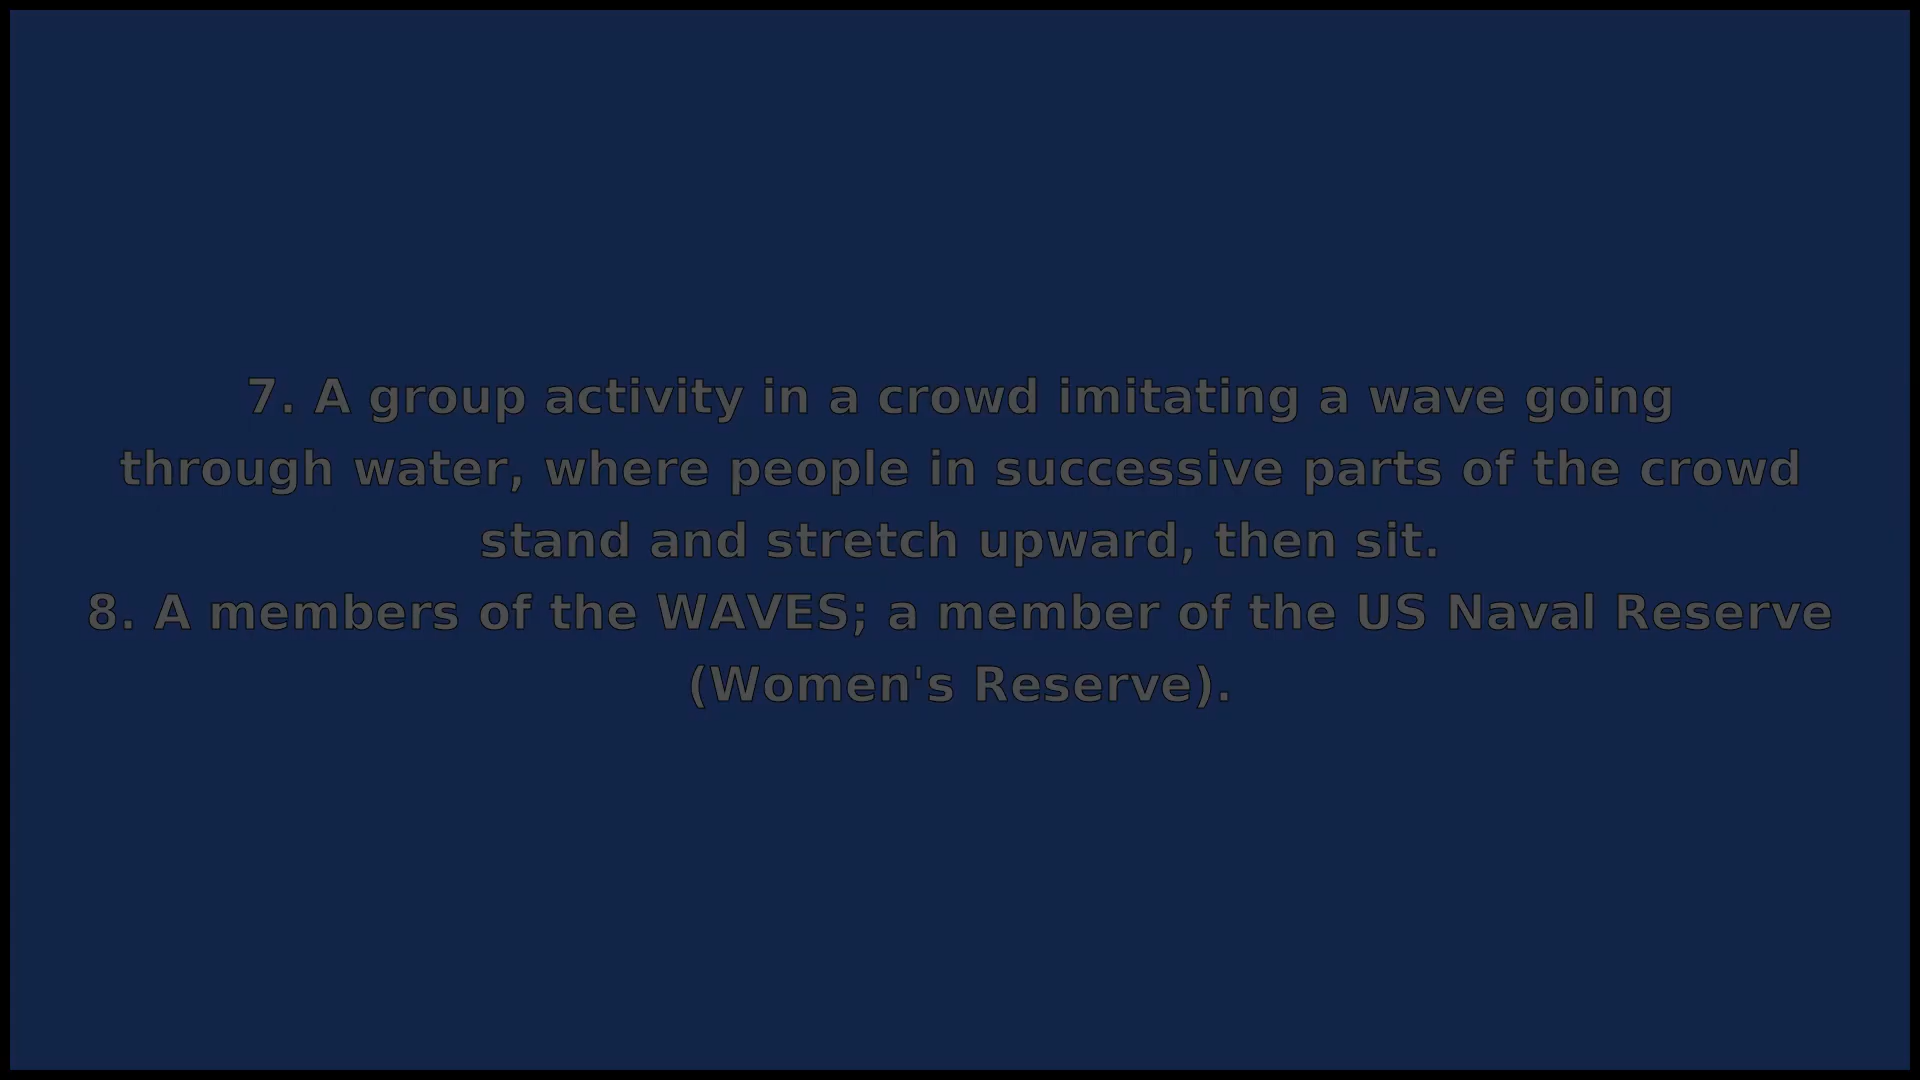 7. A group activity in a crowd imitating a wave going
through water, where people in successive parts of the crowd
stand and stretch upward, then sit.
8. A members of the WAVES; a member of the US Naval Reserve
(Women's Reserve).